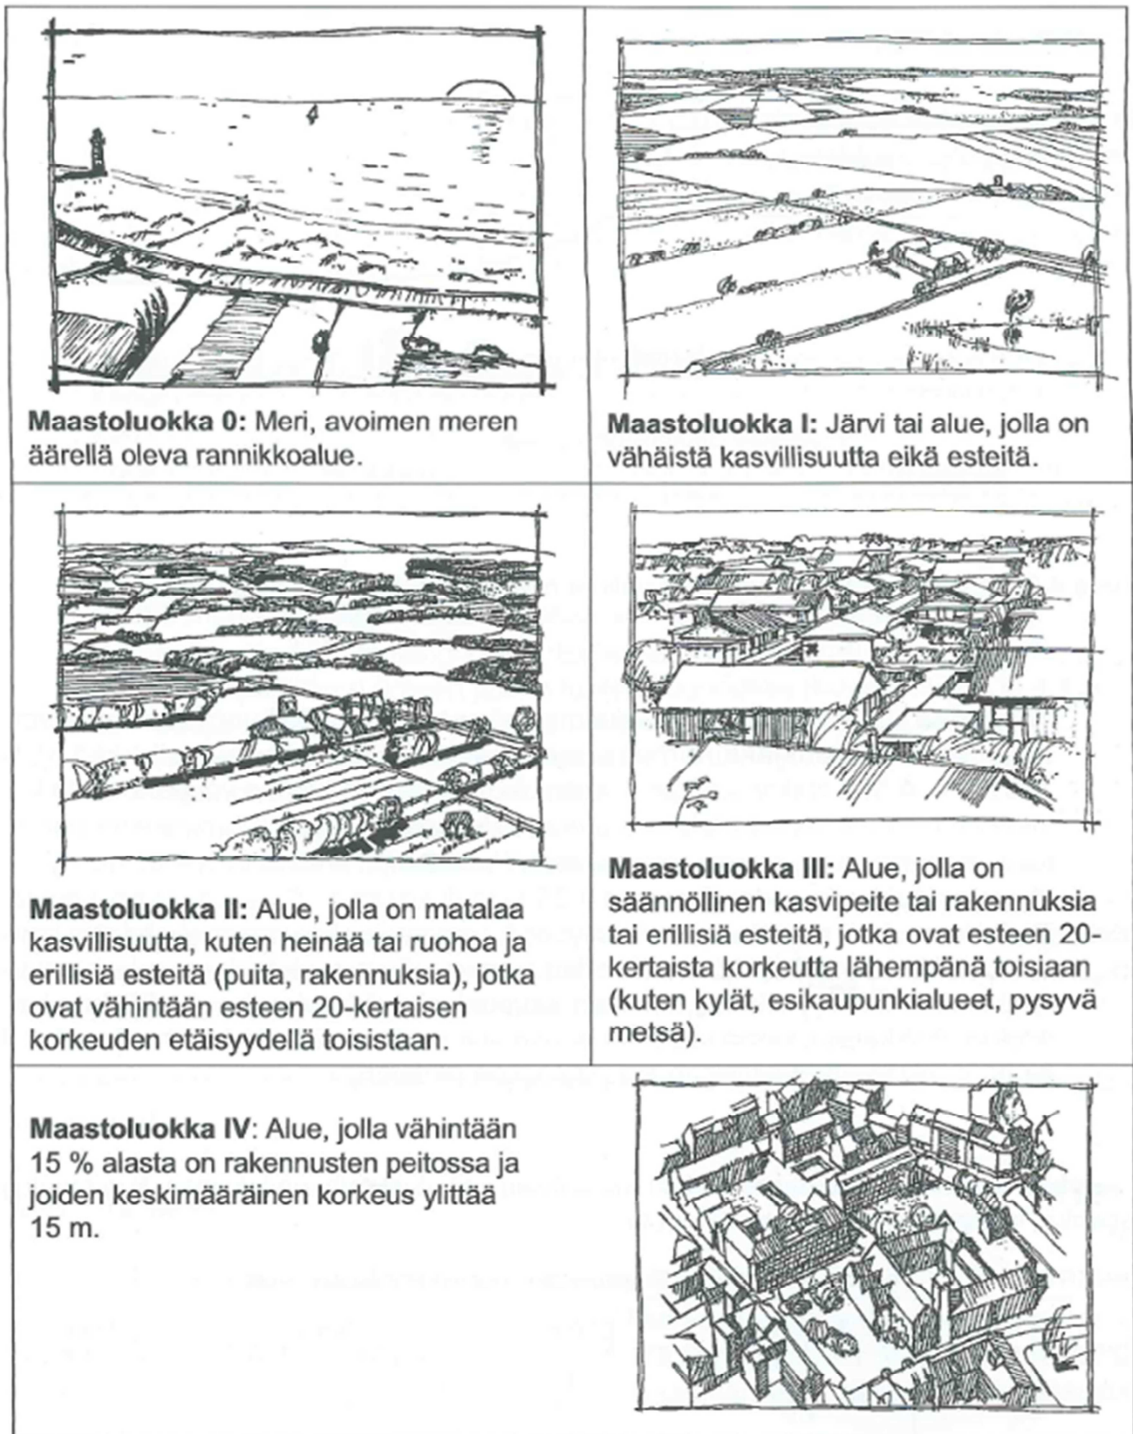 Maastoluokka 0: Meri, avoimen meren
äärellä oleva rannikkoalue.
Maastoluokka I: Järvi tai alue, jolla on
vähäistä kasvillisuutta eikä esteitä.
Maastoluokka II: Alue, jolla on matalaa
kasvillisuutta, kuten heinää tai ruohoa ja
erillisiä esteitä (puita, rakennuksia), jotka
ovat vähintään esteen 20-kertaisen
korkeuden etäisyydellä toisistaan.
Maastoluokka III: Alue, jolla on
säännöllinen kasvipeite tai rakennuksia
tai erillisiä esteitä, jotka ovat esteen 20-
kertaista korkeutta lähempänä toisiaan
(kuten kylät, esikaupunkialueet, pysyvä
metsä).
Maastoluokka IV: Alue, jolla vähintään
15 % alasta on rakennusten peitossa ja
joiden keskimääräinen korkeus ylittää
15 m.